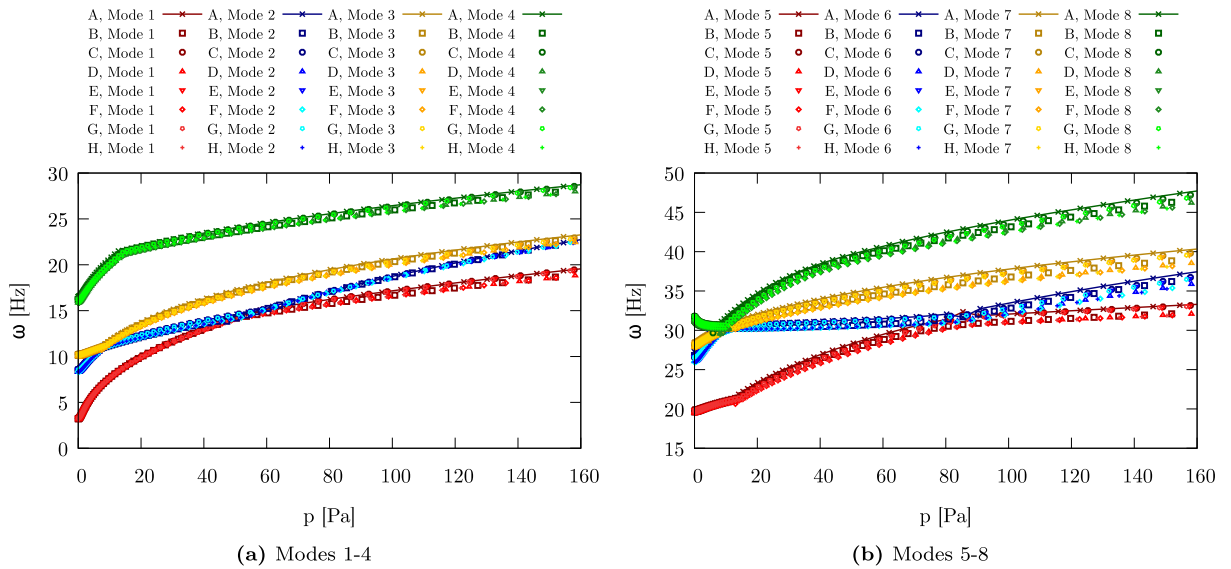 A, Mode 1 A, Mode 2 A, Mode 3 A, Mode 4
B, Mode 1 B, Mode 2 B, Mode 3 B, Mode 4
C, Mode 1 C, Mode 2 C, Mode 3 C, Mode 4
D, Mode 1 D, Mode 2 D, Mode 3 D, Mode 4
E, Mode 1 E, Mode 2 E, Mode 3 E, Mode 4
F, Mode 1 F, Mode 2 F, Mode 3 F, Mode 4
G, Mode 1 G, Mode 2 G, Mode 3 G, Mode 4
H, Mode 1 H, Mode 2 H, Mode 3 H, Mode 4
30
25
20
15
10
5
0
ω [Hz]
0 20 40 60 80 100 120 140 160
p [Pa]
(a) Modes 1-4
A, Mode 5 A, Mode 6 A, Mode 7 A, Mode 8
B, Mode 5 B, Mode 6 B, Mode 7 B, Mode 8
C, Mode 5 C, Mode 6 C, Mode 7 C, Mode 8
D, Mode 5 D, Mode 6 D, Mode 7 D, Mode 8
E, Mode 5 E, Mode 6 E, Mode 7 E, Mode 8
F, Mode 5 F, Mode 6 F, Mode 7 F, Mode 8
G, Mode 5 G, Mode 6 G, Mode 7 G, Mode 8
H, Mode 5 H, Mode 6 H, Mode 7 H, Mode 8
50
45
40
35
30
25
20
15
ω [Hz]
0 20 40 60 80 100 120 140 160
p [Pa]
(b) Modes 5-8